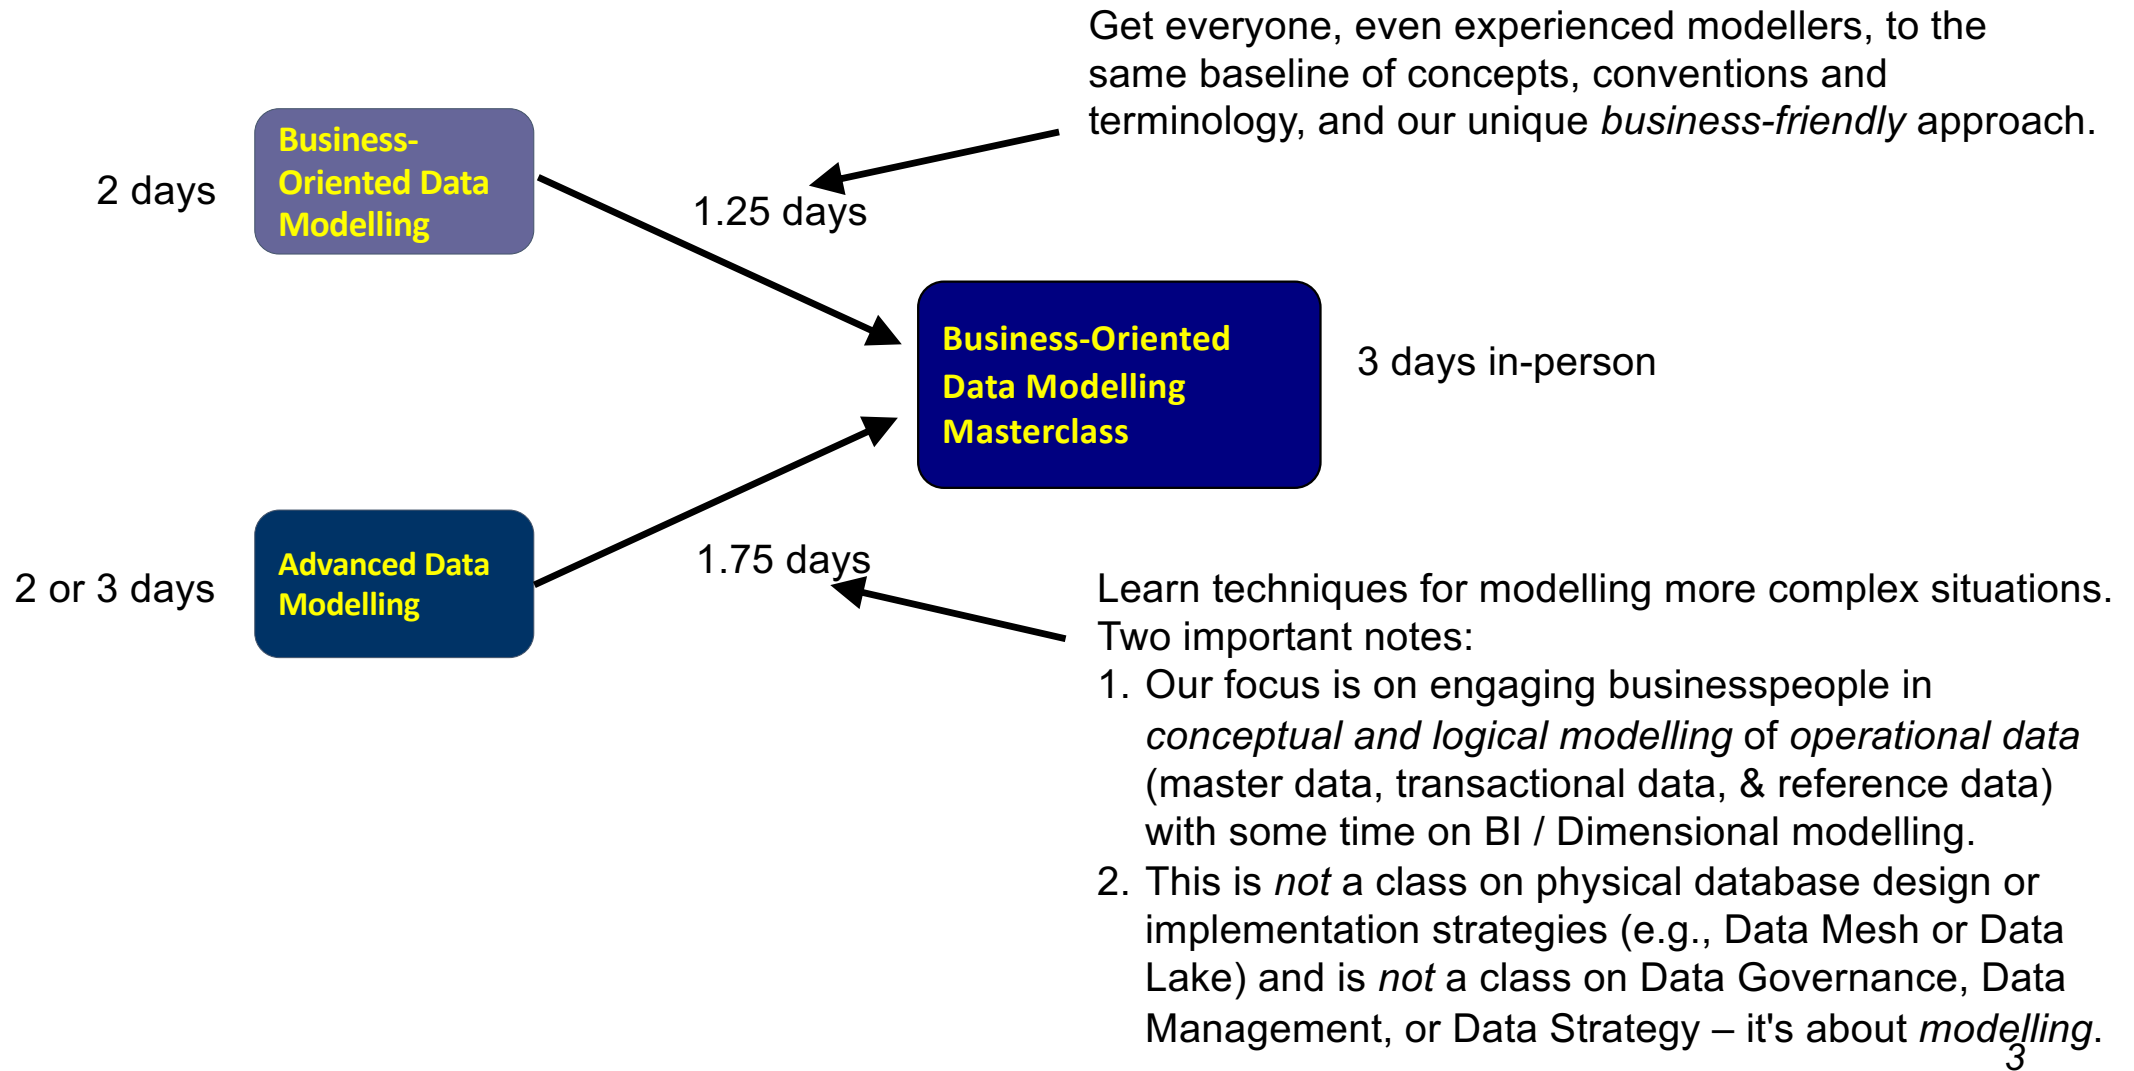 Get everyone, even experienced modellers, to the
same baseline of concepts, conventions and
terminology, and our unique business-friendly approach.
2 days
Business-
Oriented Data
Modelling
1.25 days
Business-Oriented
Data Modelling
Masterclass
3 days in-person
2 or 3 days
Advanced Data
Modelling
1.75 days
Learn techniques for modelling more complex situations.
Two important notes:
1. Our focus is on engaging businesspeople in
conceptual and logical modelling of operational data
(master data, transactional data, & reference data)
with some time on BI / Dimensional modelling.
2. This is not a class on physical database design or
implementation strategies (e.g., Data Mesh or Data
Lake) and is not a class on Data Governance, Data
Management, or Data Strategy – it's about modelling.
3